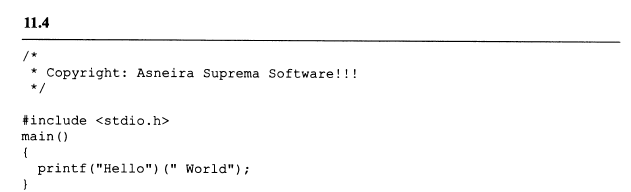 11.4
/*
 * Copyright: Asneira Suprema Software!!!
 */
#include <stdio.h>
main()
{
  printf("Hello")(" World");
}